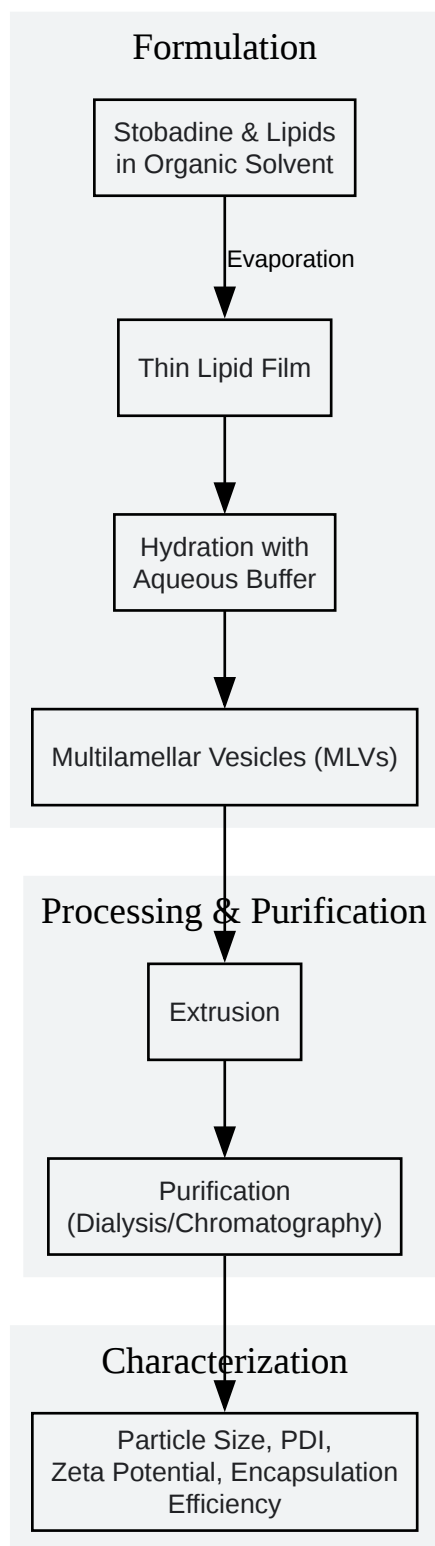 Formulation
Stobadine & Lipids
in Organic Solvent
Evaporation
Thin Lipid Film
Hydration with
Aqueous Buffer
Multilamellar Vesicles (MLVs)
Processing & Purification
Extrusion
Purification
(Dialysis/Chromatography)
Characterization
Particle Size, PDI,
Zeta Potential, Encapsulation
Efficiency